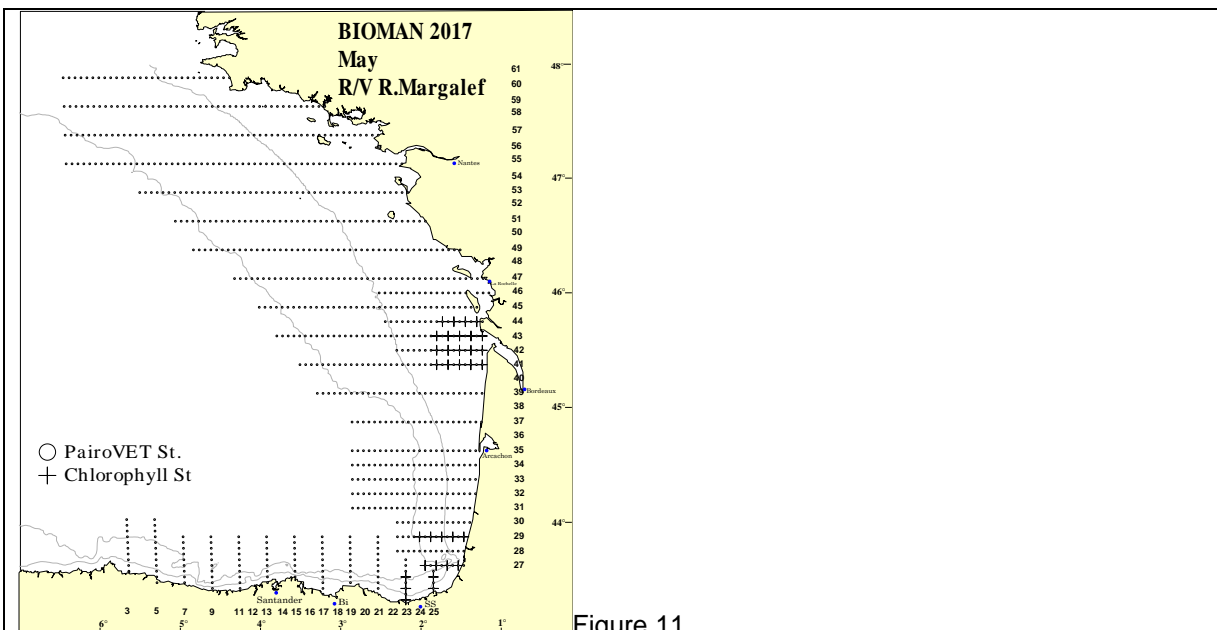 BIOMAN 2017
May
R/V R.Margalef
61
48°
60
59
58
57
56
55
Nantes
54
47°
53
52
51
50
49
48
47
La Rochelle
46
46°
45
44
43
42
41
40
Bordeaux
39
38
45°
37
36
PairoVET St.
35
Arcachon
Chlorophyll St
34
33
32
31
30
44°
29
28
27
Santander
Bi
SS
3 5 7 9 11 12 13 14 15 16 17 18 19 20 21 22 23 24 25
6° 5° 4° 3° 2° 1°
Figure 11